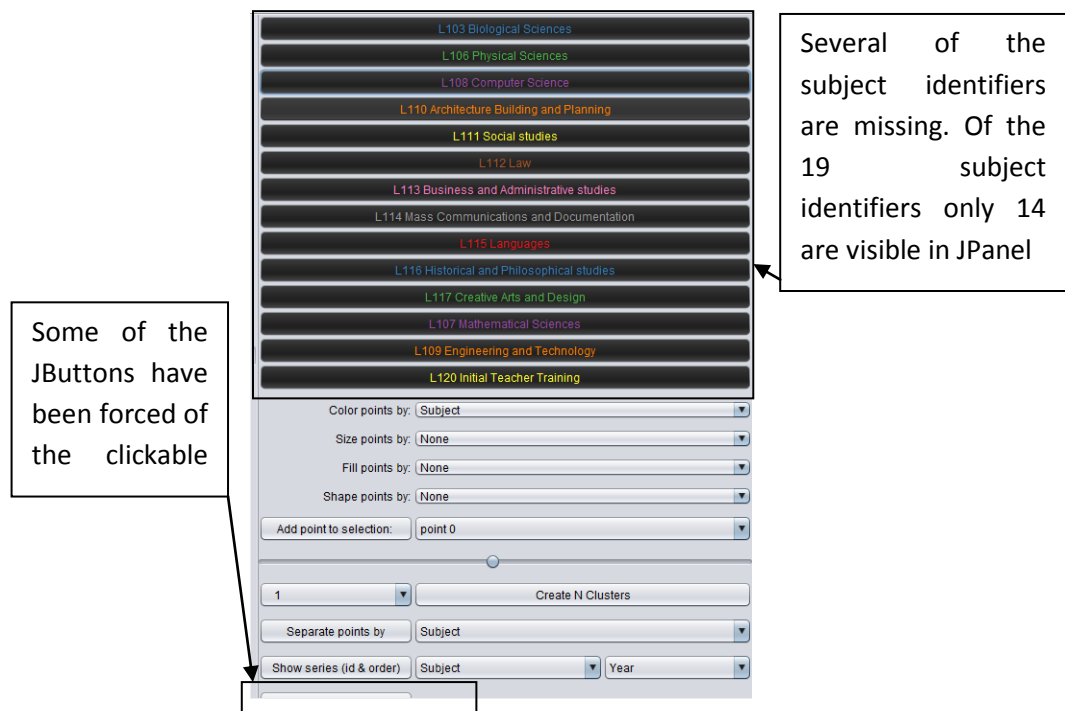 L103 Biological Sciences
L106 Physical Sciences
L108 Computer Science
L110 Architecture Building and Planning
L111 Social studies
L112 Law
L113 Business and Administrative studies
L114 Mass Communications and Documentation
L115 Languages
L116 Historical and Philosophical studies
L117 Creative Arts and Design
L107 Mathematical Sciences
L109 Engineering and Technology
L120 Initial Teacher Training
Color points by: Subject
Size points by: None
Fill points by: None
Shape points by: None
Add point to selection: point 0
1 Create N Clusters
Separate points by Subject
Show series (id & order) Subject Year
Several of the
subject identifiers
are missing. Of the
19 subject
identifiers only 14
are visible in JPanel
Some of the
JButtons have
been forced of
the clickable